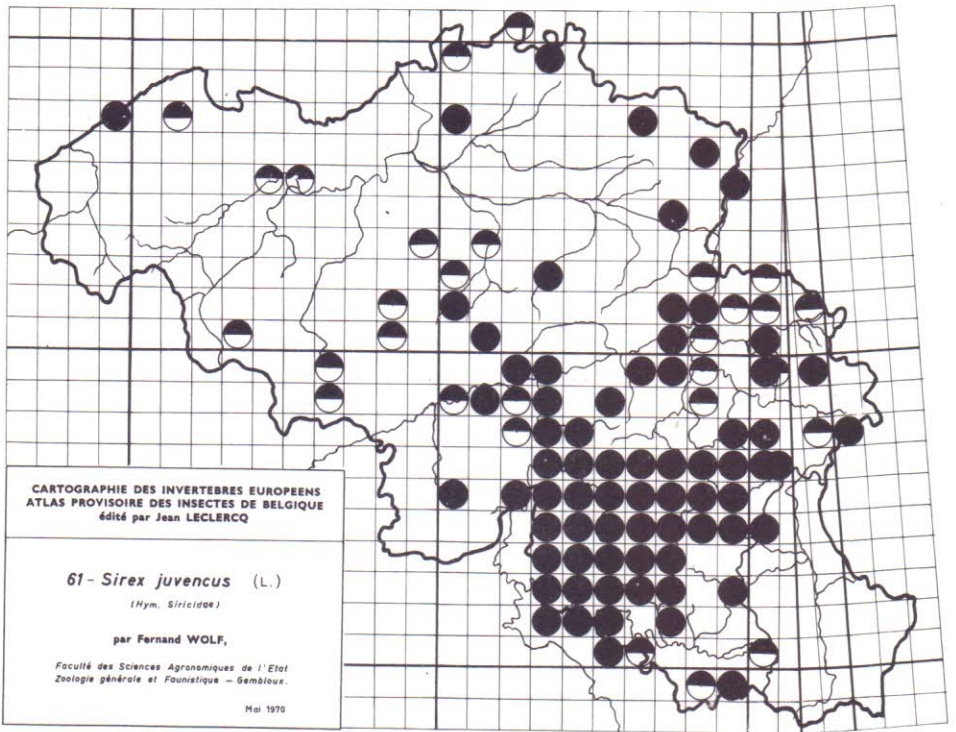 CARTOGRAPHIE DES INVERTEBRES EUROPEENS
ATLAS PROVISOIRE DES INSECTES DE BELGIQUE
édité par Jean LECLERCQ
61 - Sirex juvencus (L.)
(Hym. Siricidae)
par Fernand WOLF,
Faculté des Sciences Agronomiques de l'Etat
Zoologie générale et Faunistique — Gembloux.
Mai 1970